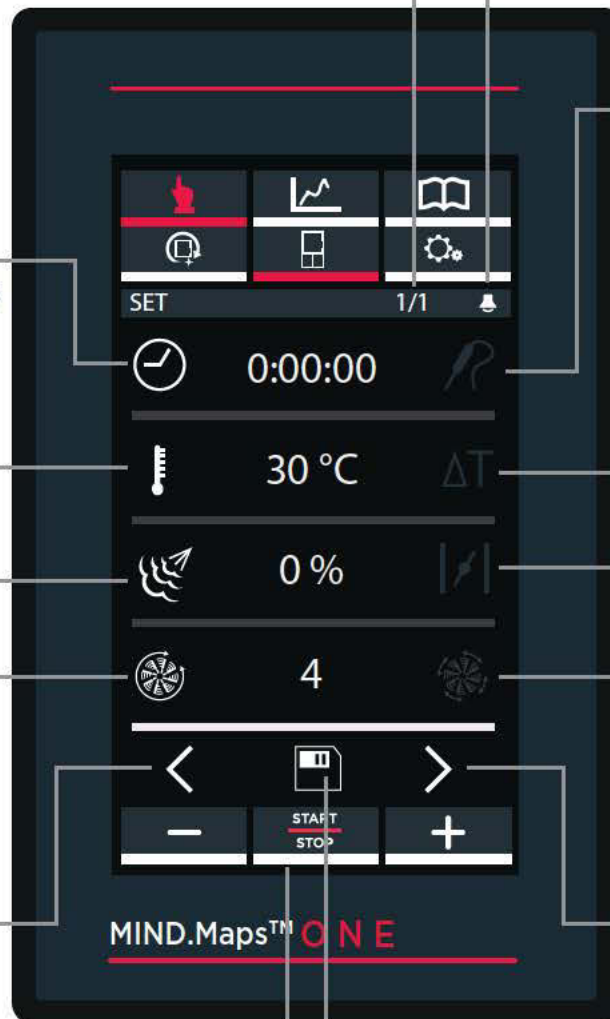 SET 1/1
0:00:00
30 °C ΔT
0 %
4
START
STOP
MIND.Maps™ ONE